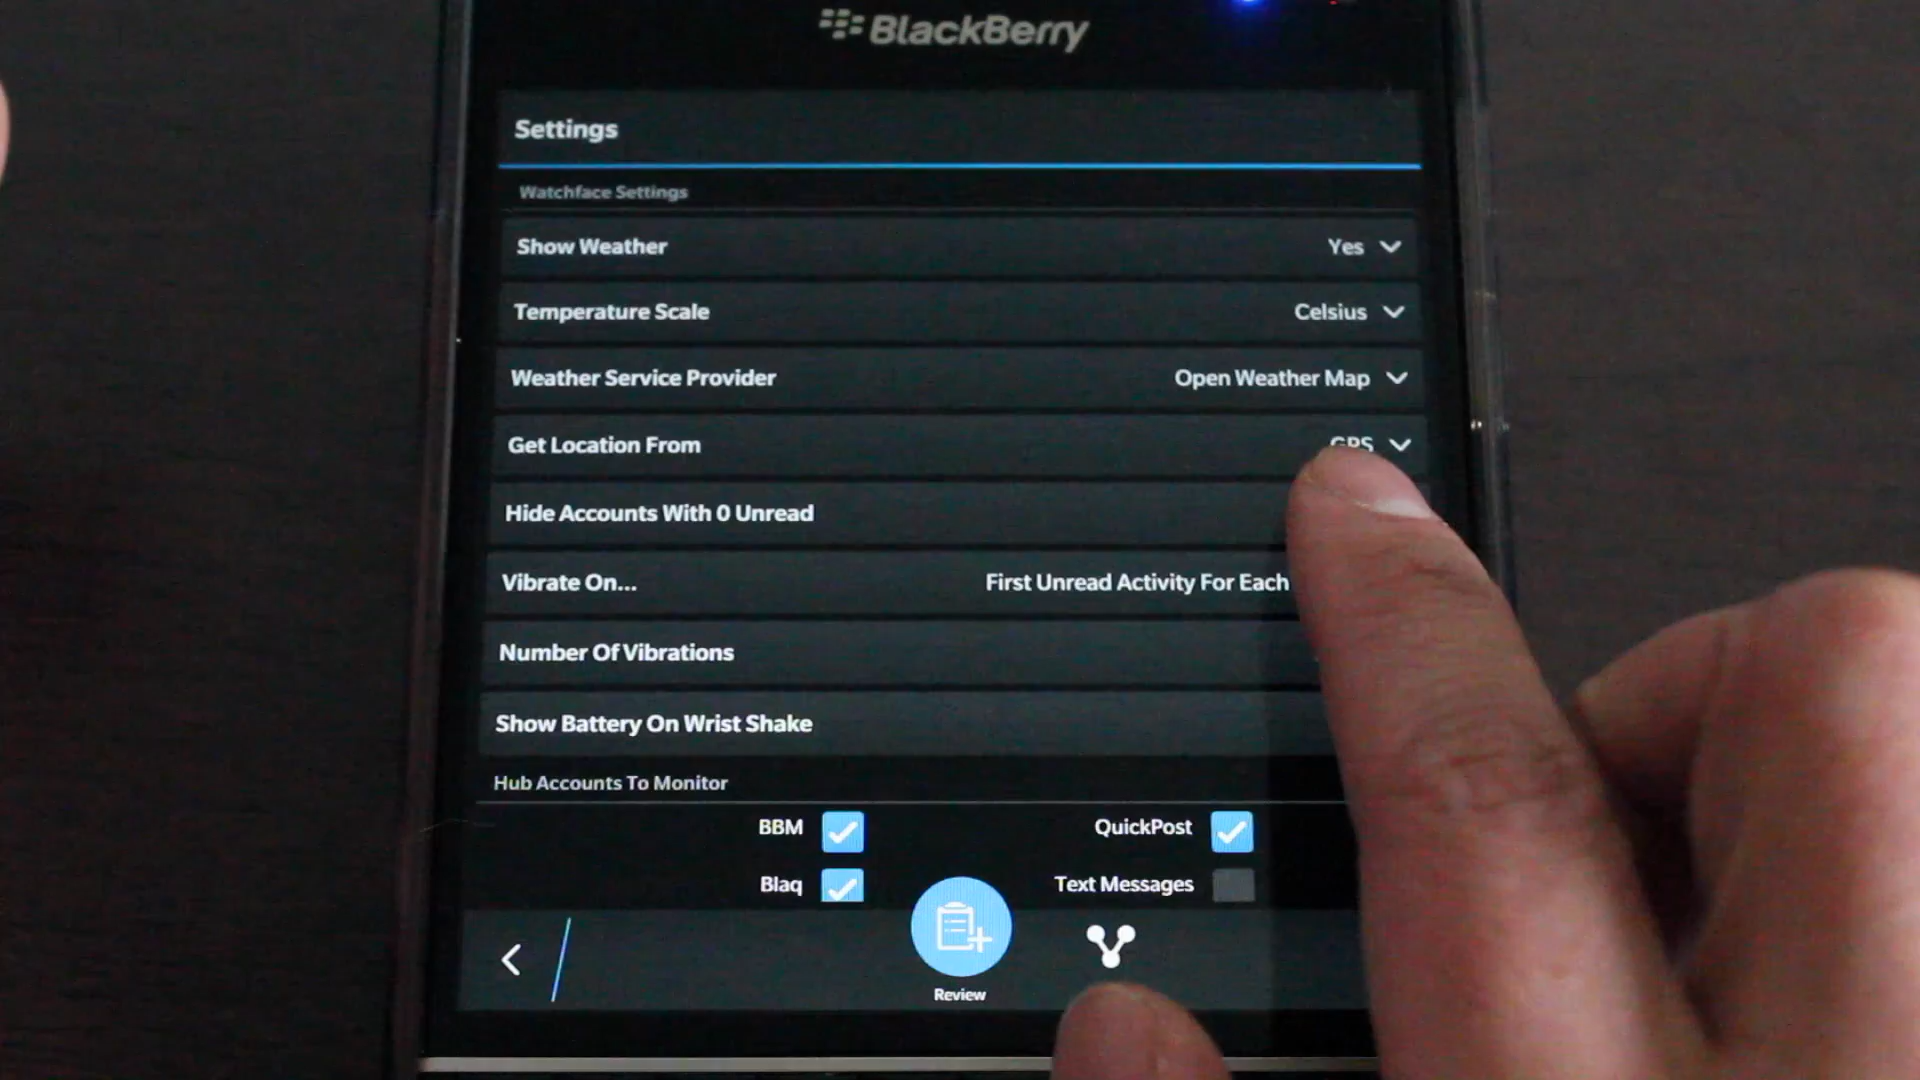 BlackBerry
Settings
Watchface Settings
Show Weather Yes
Temperature Scale Celsius
Weather Service Provider Open Weather Map
Get Location From GPS
Hide Accounts With 0 Unread
Vibrate On... First Unread Activity For Each
Number Of Vibrations
Show Battery On Wrist Shake
Hub Accounts To Monitor
BBM QuickPost
Blaq Text Messages
Review